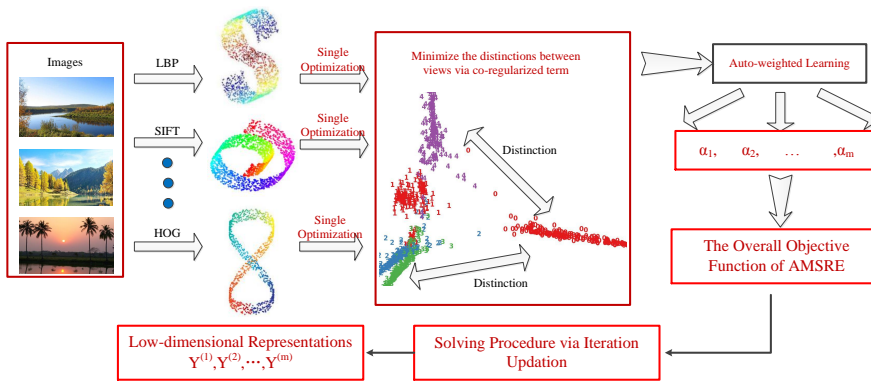 Images
LBP
SIFT
HOG
Single
Optimization
Single
Optimization
Single
Optimization
Minimize the distinctions between
views via co-regularized term
Distinction
Distinction
Auto-weighted Learning
α1, α2, … ,αm
The Overall Objective
Function of AMSRE
Solving Procedure via Iteration
Updation
Low-dimensional Representations
Y(1),Y(2),⋯,Y(m)